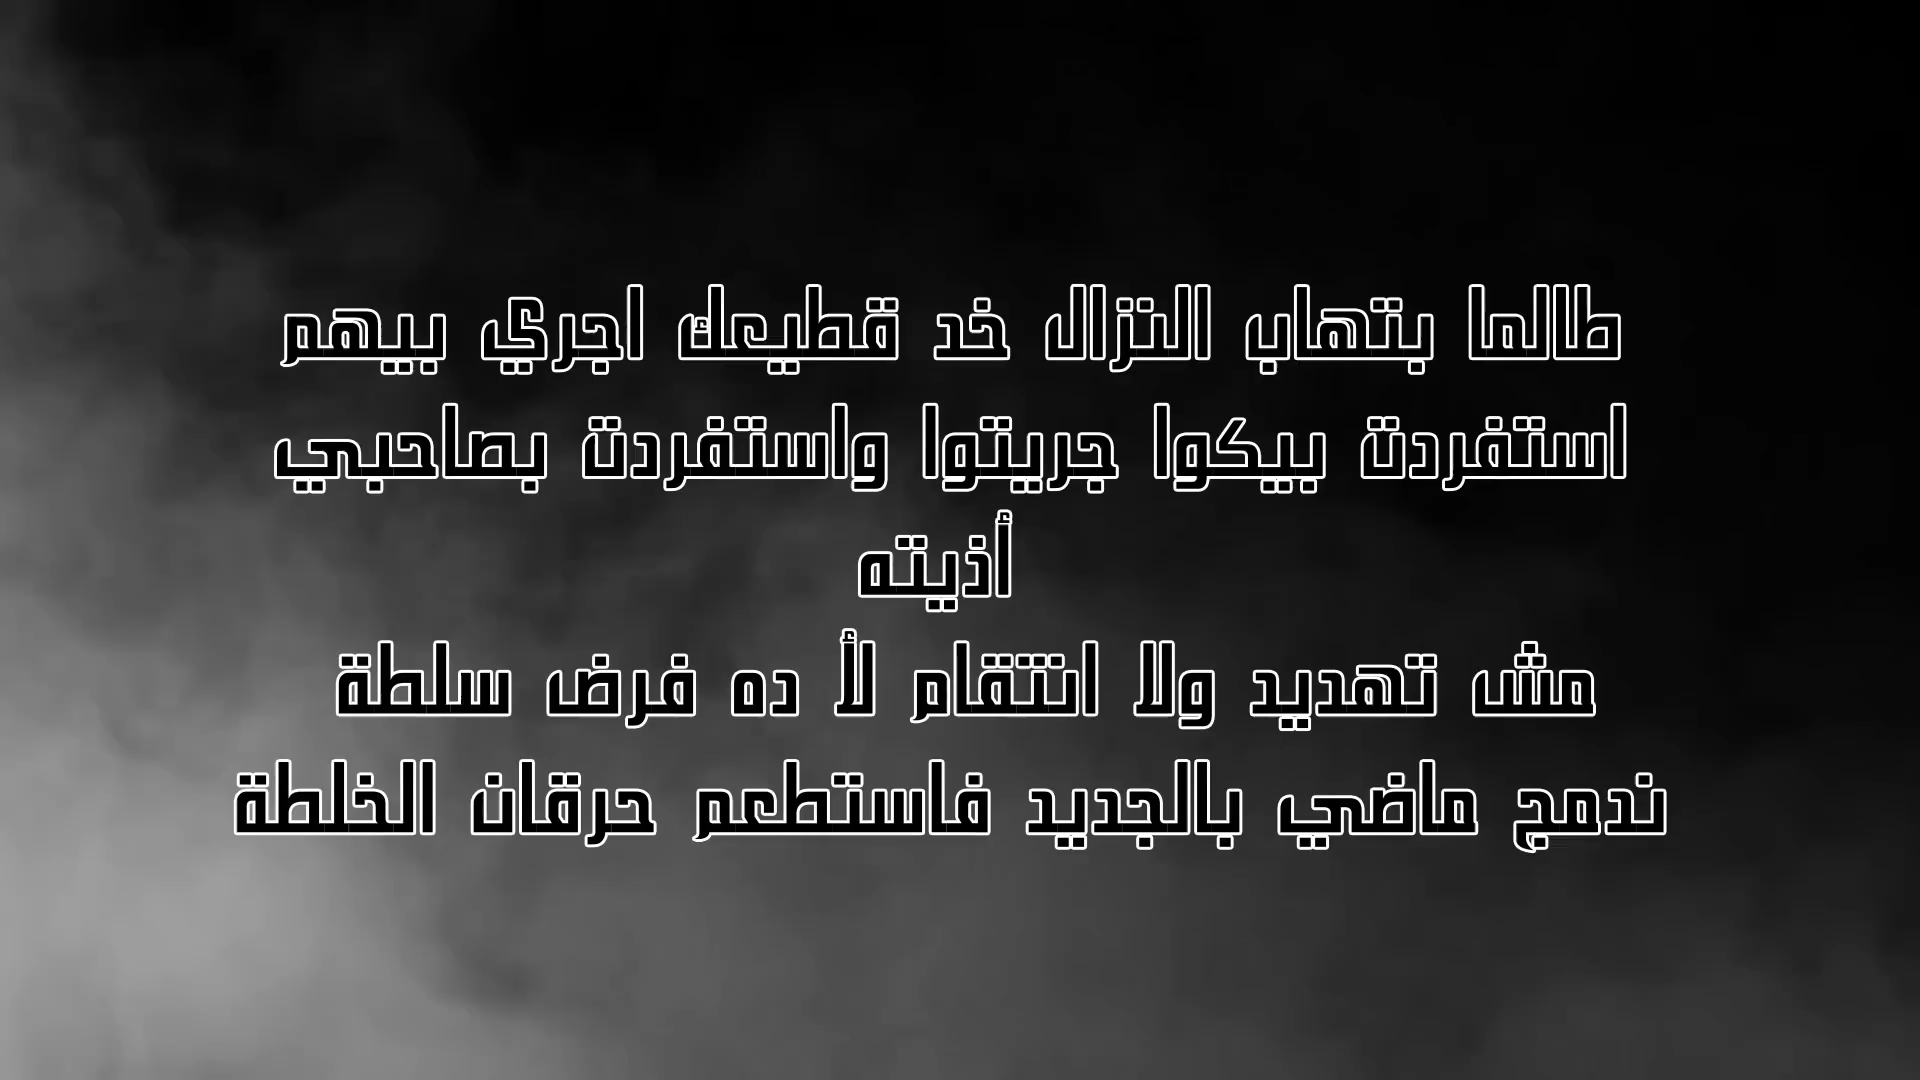 طالما بتهاب النزال خد قطيعك اجري بيهم
استفردت بيكوا جريتوا واستفردت بصاحبي
أذيته
مش تهديد ولا انتقام لأ ده فرض سلطة
ندمج ماضي بالجديد فاستطعم حرقان الخلطة